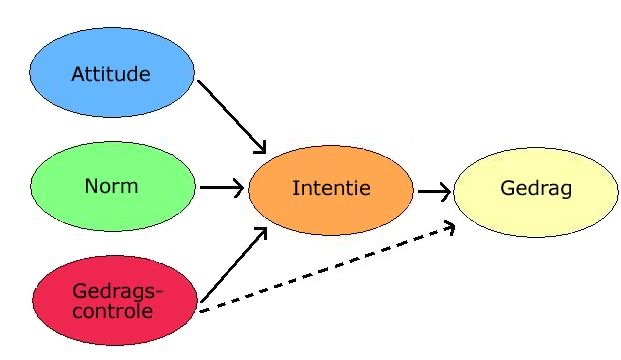 Attitude
Norm
Intentie
Gedrag
Gedrags-
controle